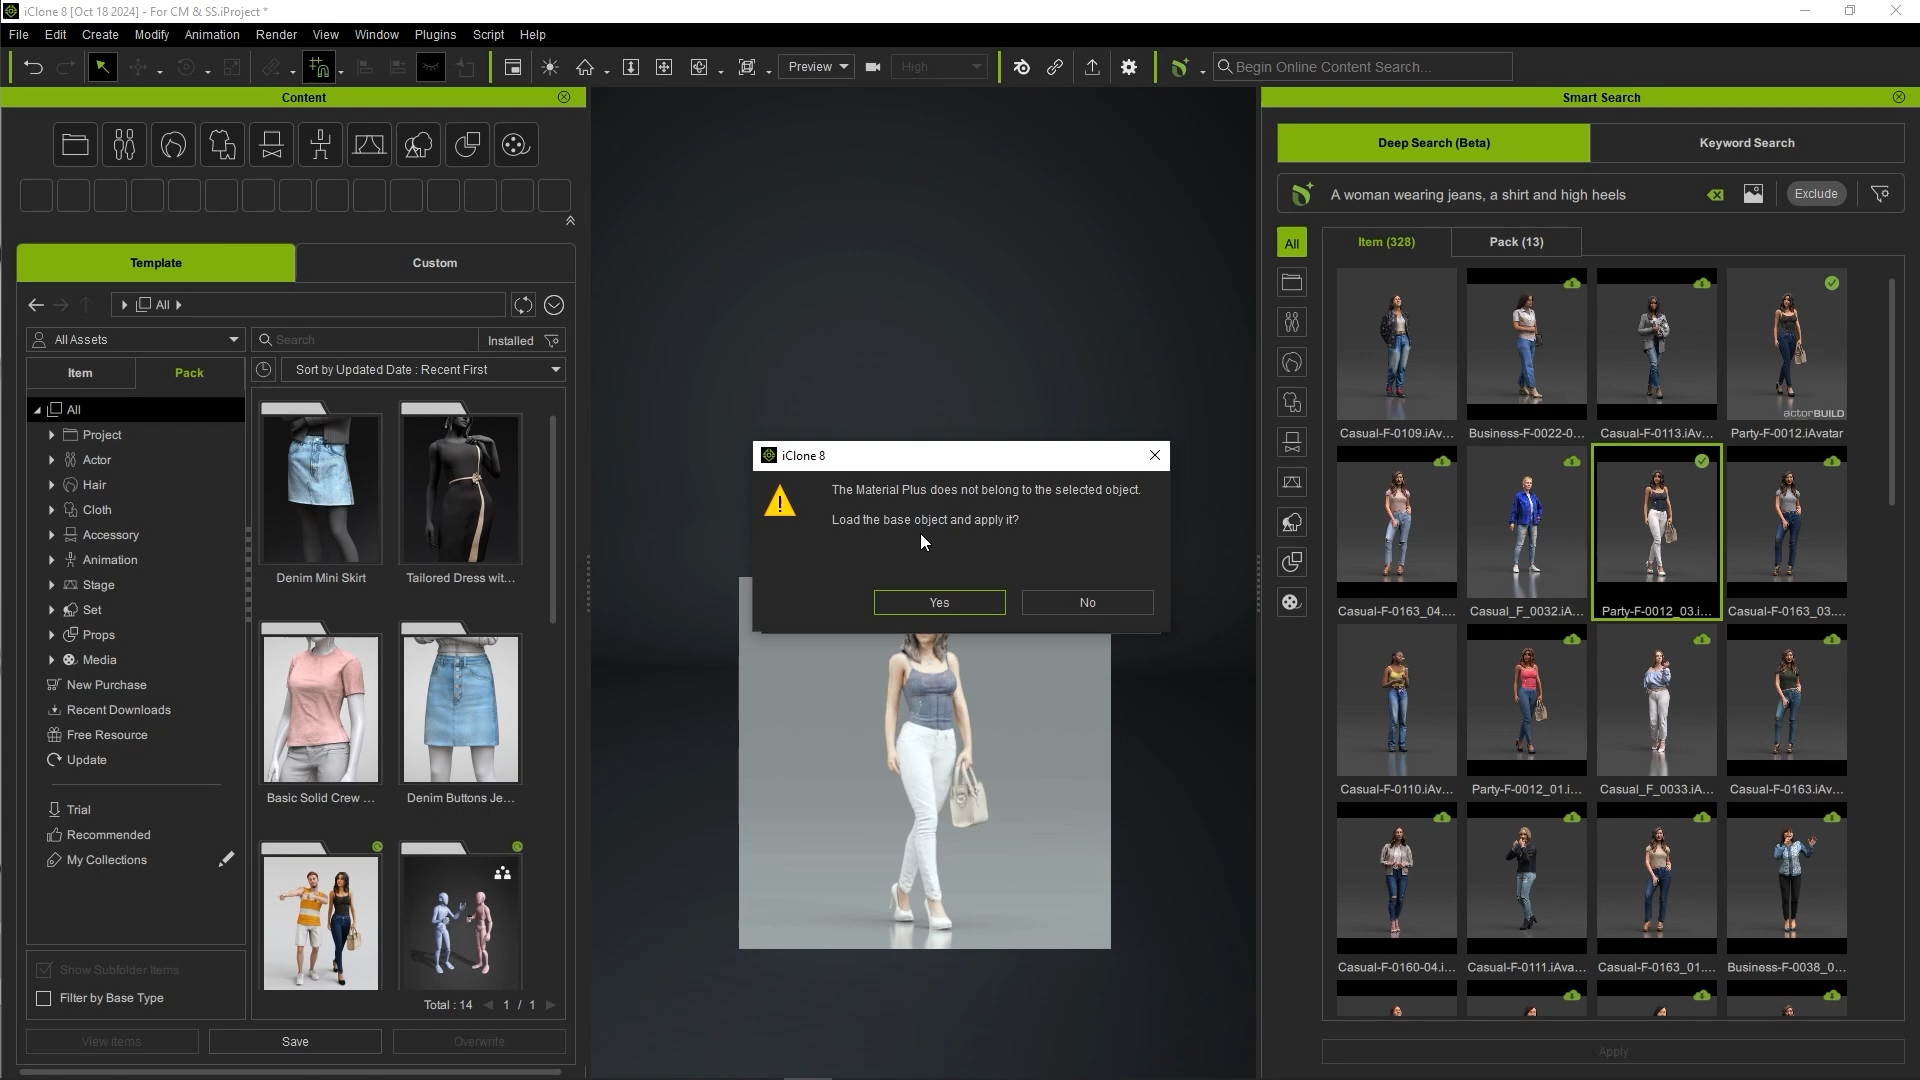 iClone 8 [Oct 18 2024] - For CM & SS.iProject *
File Edit Create Modify Animation Render View Window Plugins Script Help
Preview High Begin Online Content Search...
Content
Template Custom
All
All Assets Search Installed
Item Pack Sort by Updated Date : Recent First
All
Project
Actor
Hair
Cloth
Accessory
Animation
Stage
Set
Props
Media
New Purchase
Recent Downloads
Free Resource
Update
Trial
Recommended
My Collections
Show Subfolder Items
Filter by Base Type
Denim Mini Skirt Tailored Dress wit...
Basic Solid Crew ... Denim Buttons Je...
Total : 14 1 / 1
View Items Save Overwrite
iClone 8
The Material Plus does not belong to the selected object.
Load the base object and apply it?
Yes No
Smart Search
Deep Search (Beta) Keyword Search
A woman wearing jeans, a shirt and high heels Exclude
All Item (328) Pack (13)
actorBUILD
Casual-F-0109.iAv... Business-F-0022-0... Casual-F-0113.iAv... Party-F-0012.iAvatar
Casual-F-0163_04.... Casual_F_0032.iA... Party-F-0012_03.i... Casual-F-0163_03....
Casual-F-0110.iAv... Party-F-0012_01.i... Casual_F_0033.iA... Casual-F-0163.iAv...
Casual-F-0160-04.i... Casual-F-0111.iAva... Casual-F-0163_01.... Business-F-0038_0...
Apply